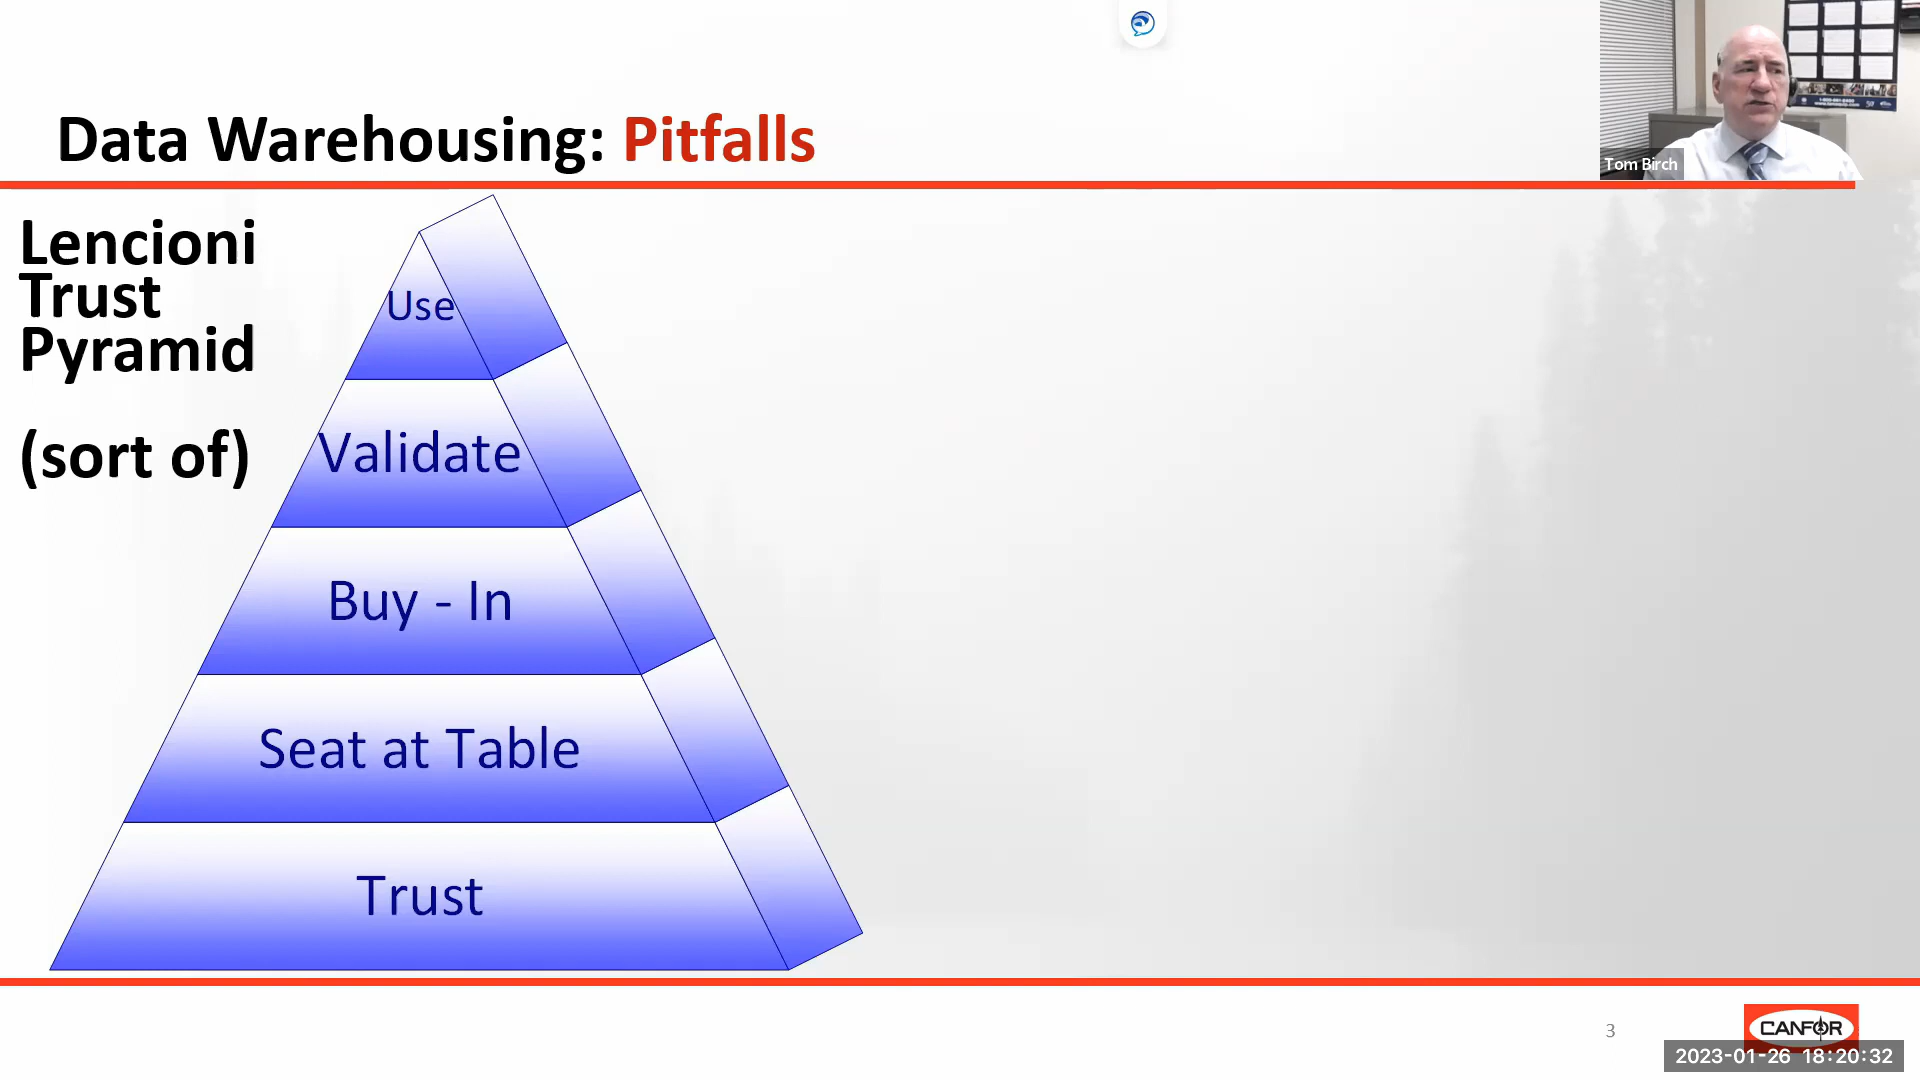 Data Warehousing: Pitfalls
Tom Birch
Lencioni
Trust
Pyramid
(sort of)
Use
Validate
Buy - In
Seat at Table
Trust
3
CANFOR
2023-01-26 18:20:32